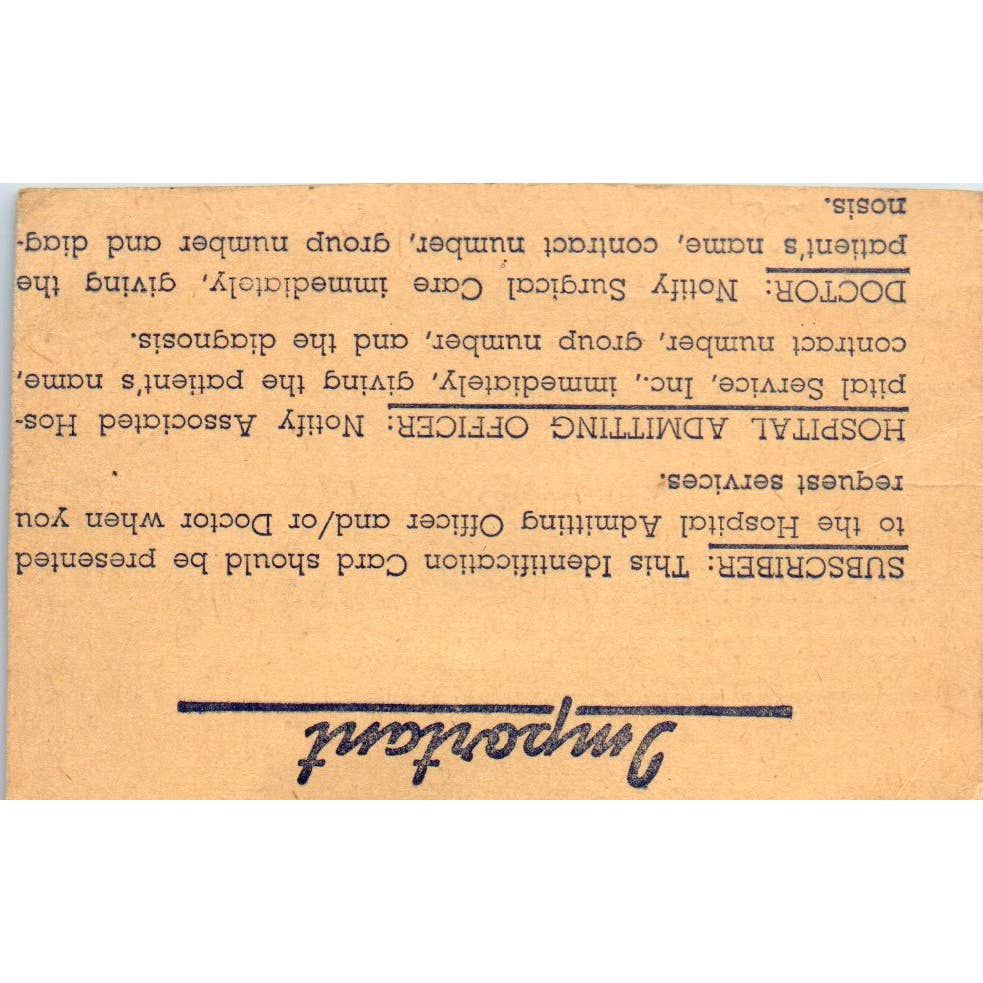 Important
SUBSCRIBER: This Identification Card should be presented
to the Hospital Admitting Officer and/or Doctor when you
request services.
HOSPITAL ADMITTING OFFICER: Notify Associated Hos-
pital Service, Inc., immediately, giving the patient's name,
contract number, group number, and the diagnosis.
DOCTOR: Notify Surgical Care immediately, giving the
patient's name, contract number, group number and diag-
nosis.